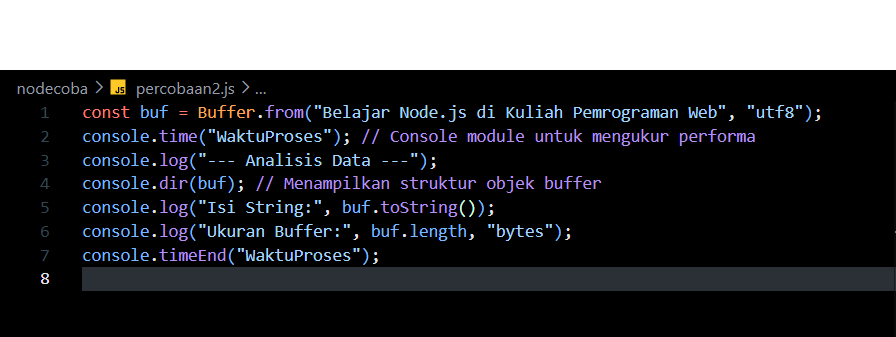 nodecoba > JS percobaan2.js > ...
1 const buf = Buffer.from("Belajar Node.js di Kuliah Pemrograman Web", "utf8");
2 console.time("WaktuProses"); // Console module untuk mengukur performa
3 console.log("--- Analisis Data ---");
4 console.dir(buf); // Menampilkan struktur objek buffer
5 console.log("Isi String:", buf.toString());
6 console.log("Ukuran Buffer:", buf.length, "bytes");
7 console.timeEnd("WaktuProses");
8